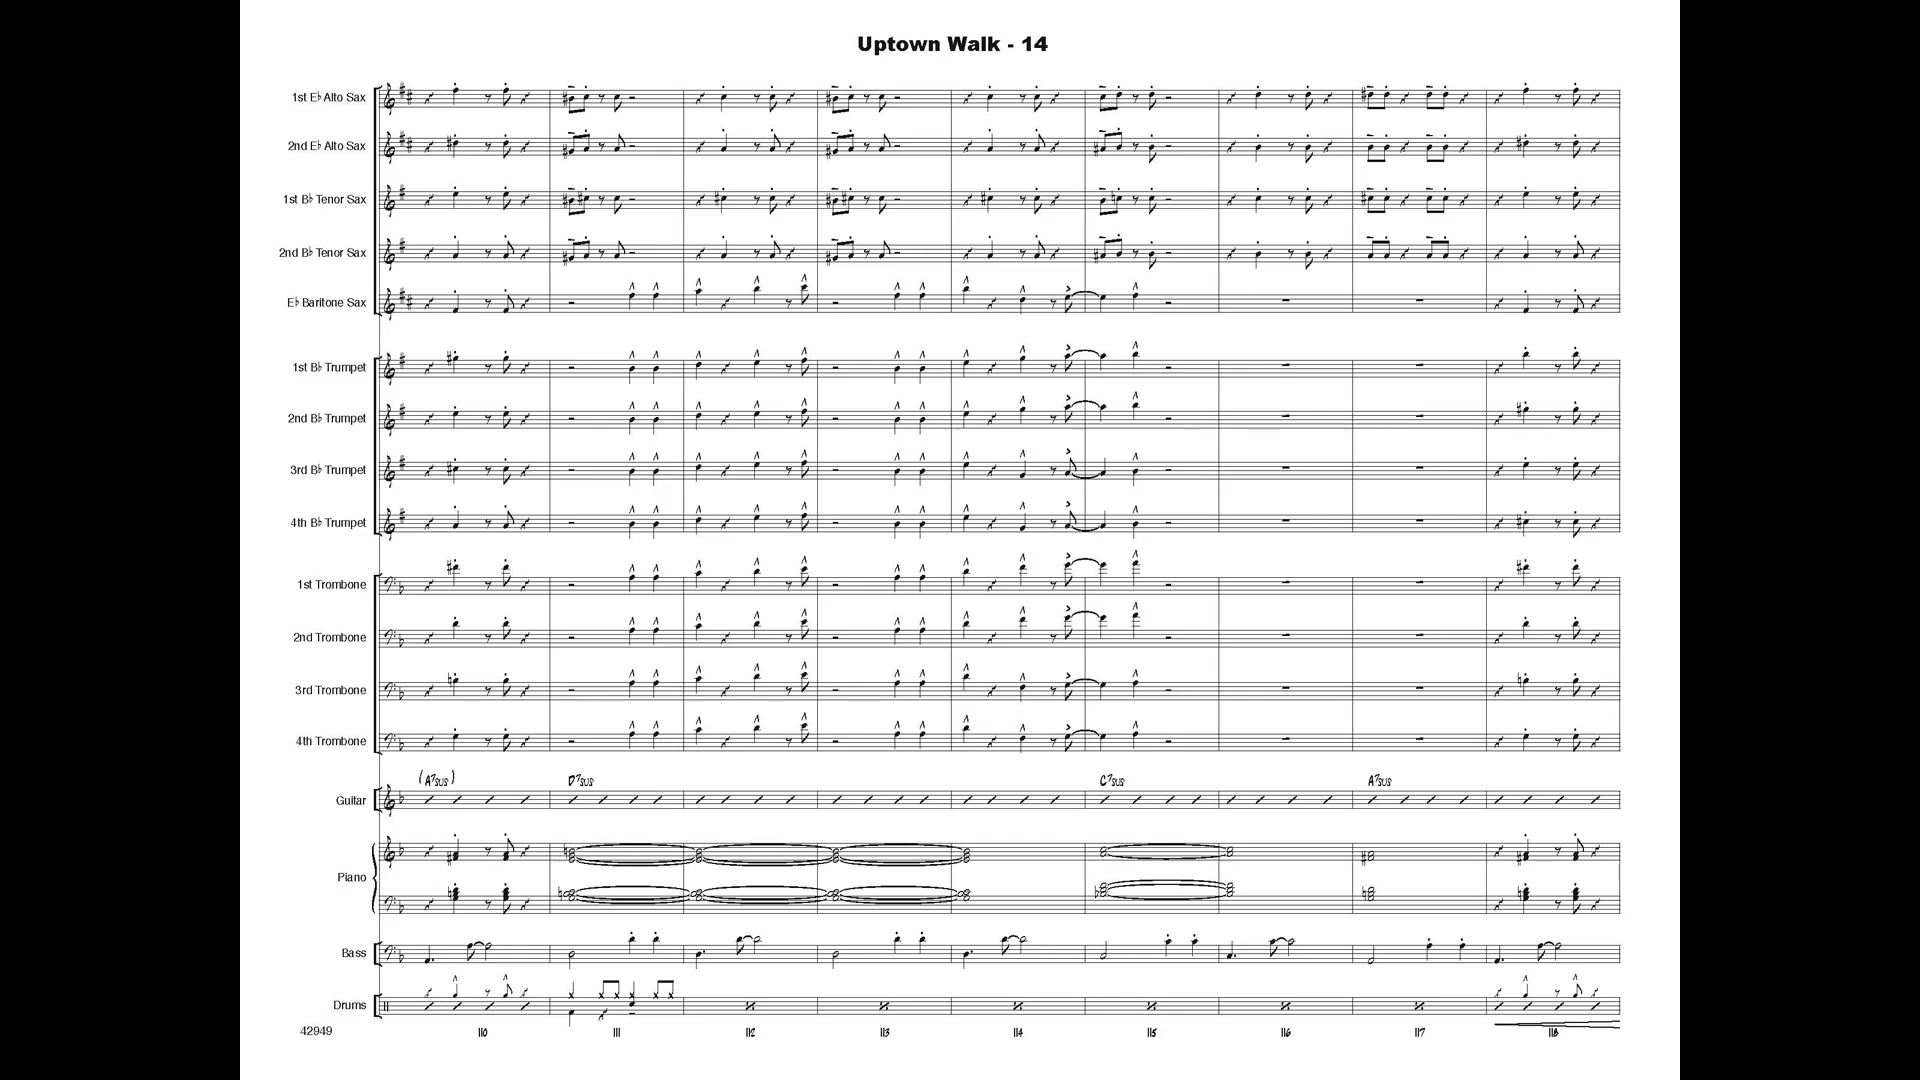 Uptown Walk - 14
1st E♭ Alto Sax
2nd E♭ Alto Sax
1st B♭ Tenor Sax
2nd B♭ Tenor Sax
E♭ Baritone Sax
1st B♭ Trumpet
2nd B♭ Trumpet
3rd B♭ Trumpet
4th B♭ Trumpet
1st Trombone
2nd Trombone
3rd Trombone
4th Trombone
(A7SUS) D7SUS C7SUS A7SUS
Guitar
Piano
Bass
Drums
42949 110 111 112 113 114 115 116 117 118